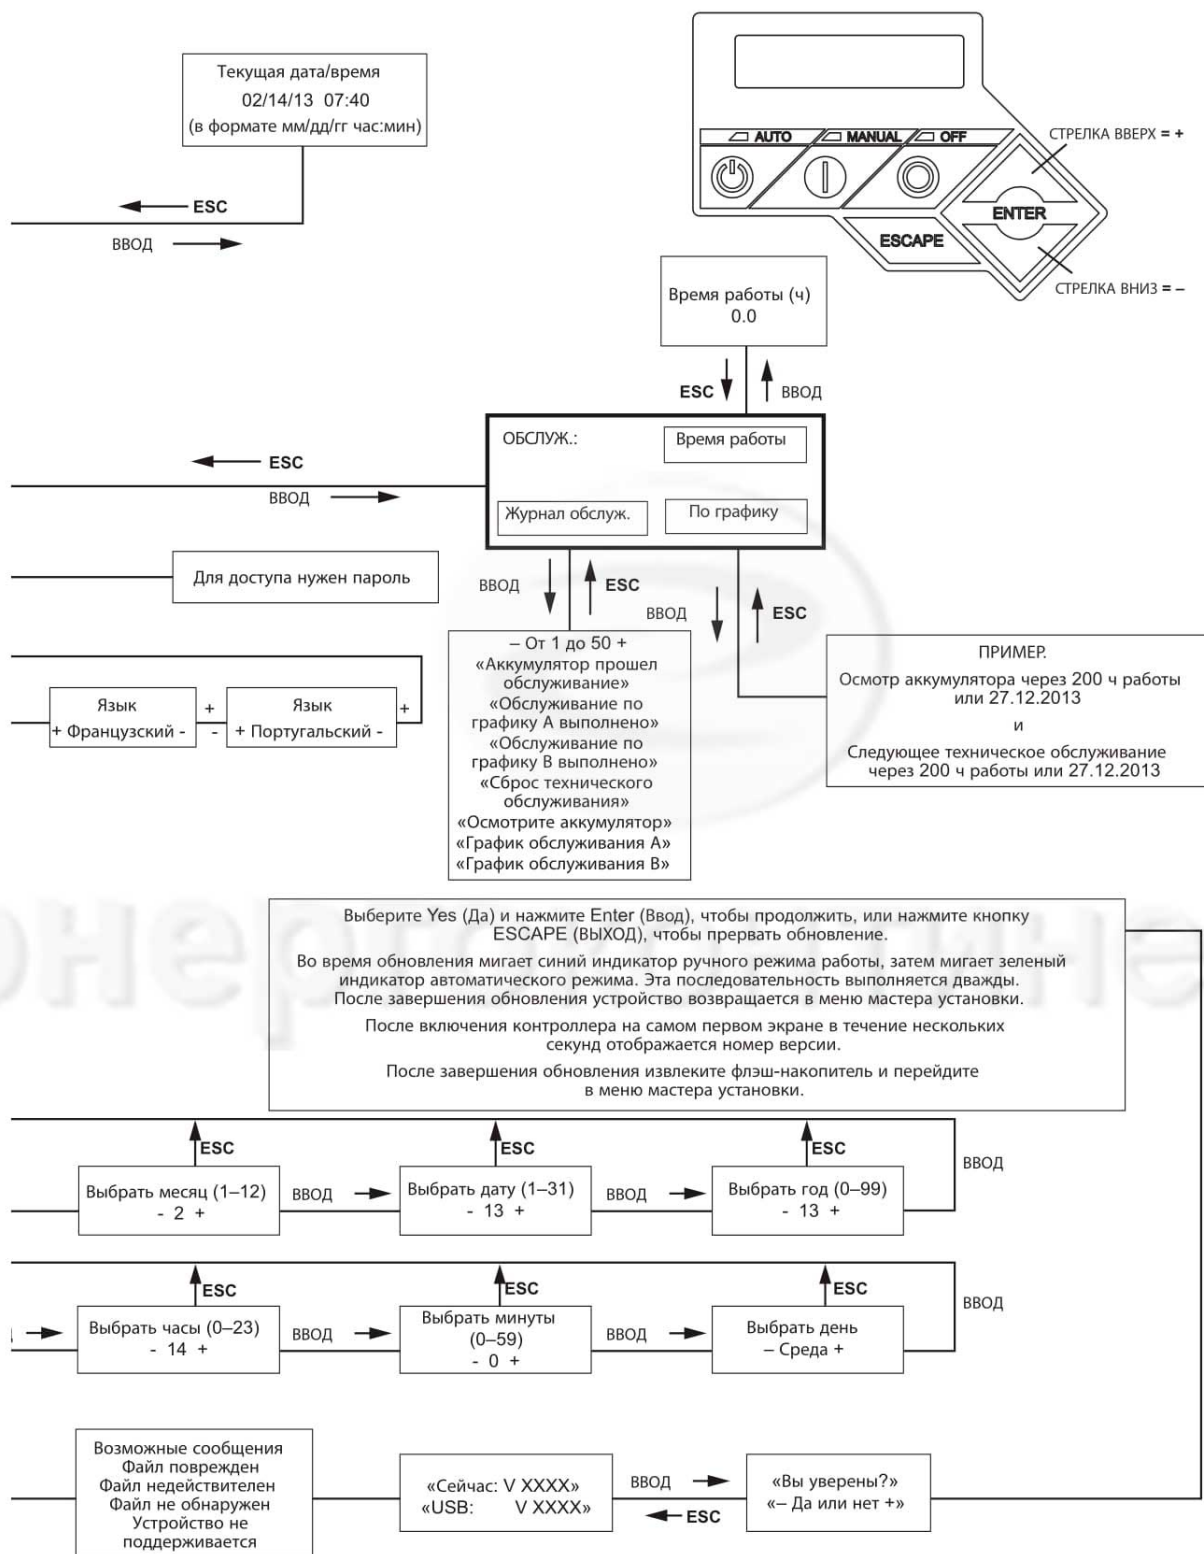 Текущая дата/время
02/14/13 07:40
(в формате мм/дд/гг час:мин)
AUTO
MANUAL
OFF
СТРЕЛКА ВВЕРХ = +
ENTER
ESCAPE
СТРЕЛКА ВНИЗ = –
ESC
ВВОД
Время работы (ч)
0.0
ESC
ВВОД
ОБСЛУЖ.:
Время работы
Журнал обслуж.
По графику
ESC
ВВОД
Для доступа нужен пароль
ВВОД
ESC
ВВОД
ESC
– От 1 до 50 +
«Аккумулятор прошел
обслуживание»
«Обслуживание по
графику А выполнено»
«Обслуживание по
графику В выполнено»
«Сброс технического
обслуживания»
«Осмотрите аккумулятор»
«График обслуживания А»
«График обслуживания В»
ПРИМЕР.
Осмотр аккумулятора через 200 ч работы
или 27.12.2013
и
Следующее техническое обслуживание
через 200 ч работы или 27.12.2013
Язык
+ Французский -
+
-
Язык
+ Португальский -
+
Выберите Yes (Да) и нажмите Enter (Ввод), чтобы продолжить, или нажмите кнопку
ESCAPE (ВЫХОД), чтобы прервать обновление.
Во время обновления мигает синий индикатор ручного режима работы, затем мигает зеленый
индикатор автоматического режима. Эта последовательность выполняется дважды.
После завершения обновления устройство возвращается в меню мастера установки.
После включения контроллера на самом первом экране в течение нескольких
секунд отображается номер версии.
После завершения обновления извлеките флэш-накопитель и перейдите
в меню мастера установки.
ESC
ESC
ESC
ВВОД
Выбрать месяц (1–12)
- 2 +
ВВОД
Выбрать дату (1–31)
- 13 +
ВВОД
Выбрать год (0–99)
- 13 +
ESC
ESC
ESC
ВВОД
Выбрать часы (0–23)
- 14 +
ВВОД
Выбрать минуты
(0–59)
- 0 +
ВВОД
Выбрать день
– Среда +
Возможные сообщения
Файл поврежден
Файл недействителен
Файл не обнаружен
Устройство не
поддерживается
«Сейчас: V XXXX»
«USB: V XXXX»
ВВОД
ESC
«Вы уверены?»
«– Да или нет +»